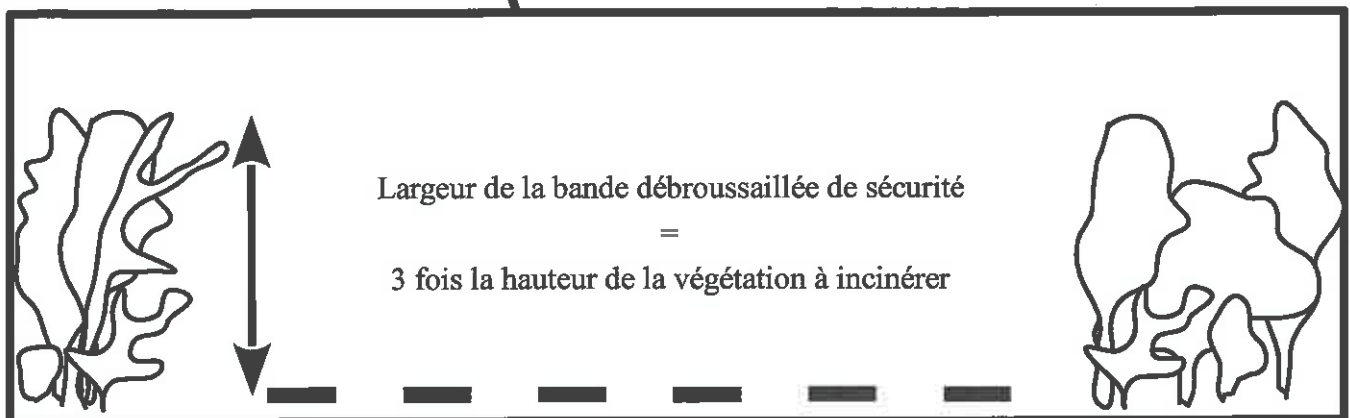 Largeur de la bande débroussaillée de sécurité
=
3 fois la hauteur de la végétation à incinérer